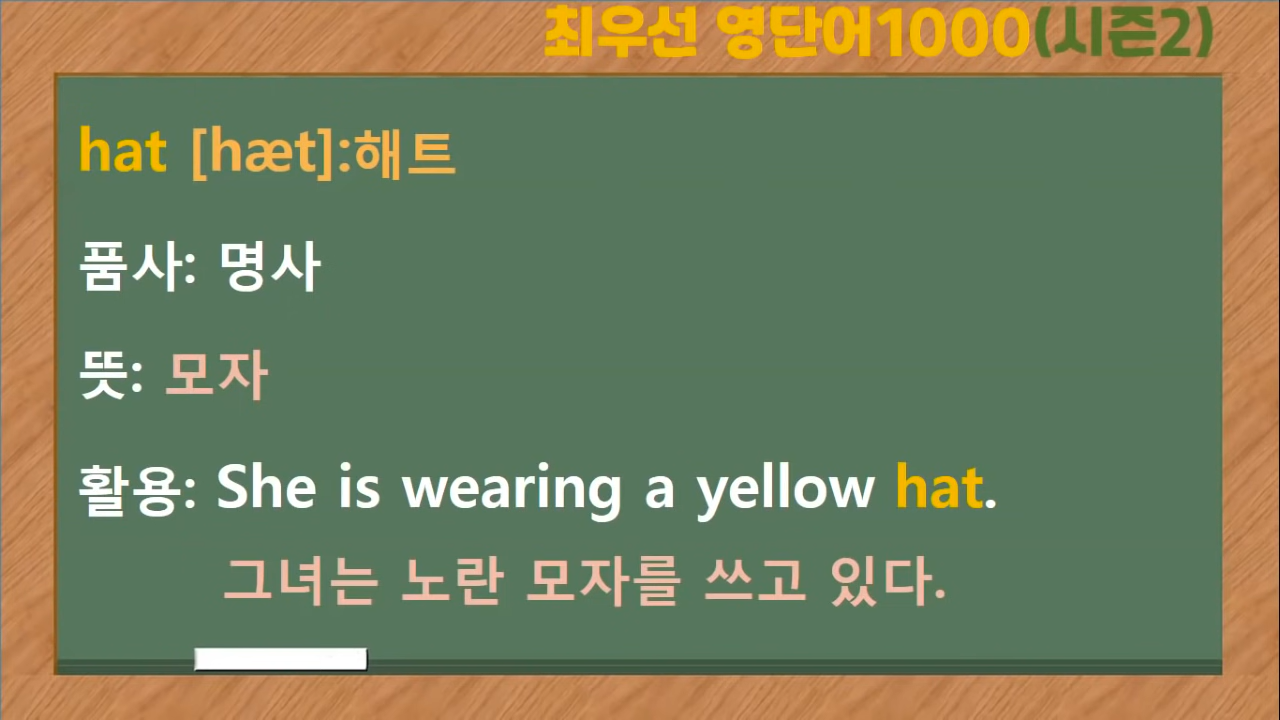 최우선 영단어1000(시즌2)
hat [hæt]:해트
품사: 명사
뜻: 모자
활용: She is wearing a yellow hat.
그녀는 노란 모자를 쓰고 있다.